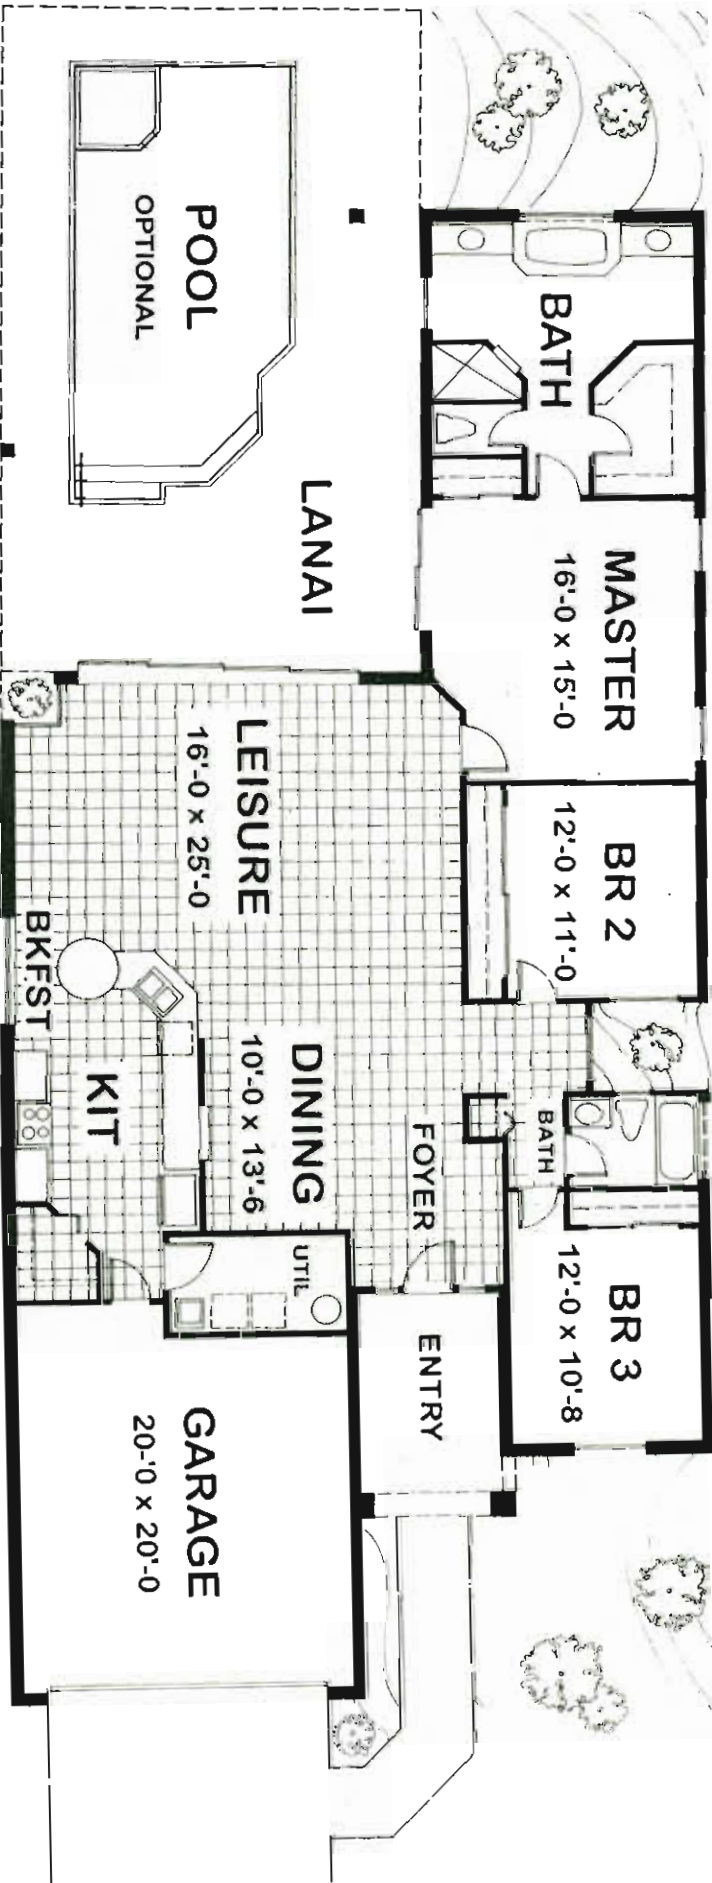 POOL
OPTIONAL
BATH
LANAI
MASTER
16'-0 x 15'-0
LEISURE
16'-0 x 25'-0
BR 2
12'-0 x 11'-0
BKFST
KIT
DINING
10'-0 x 13'-6
FOYER
BATH
UTIL
BR 3
12'-0 x 10'-8
ENTRY
GARAGE
20-'0 x 20'-0